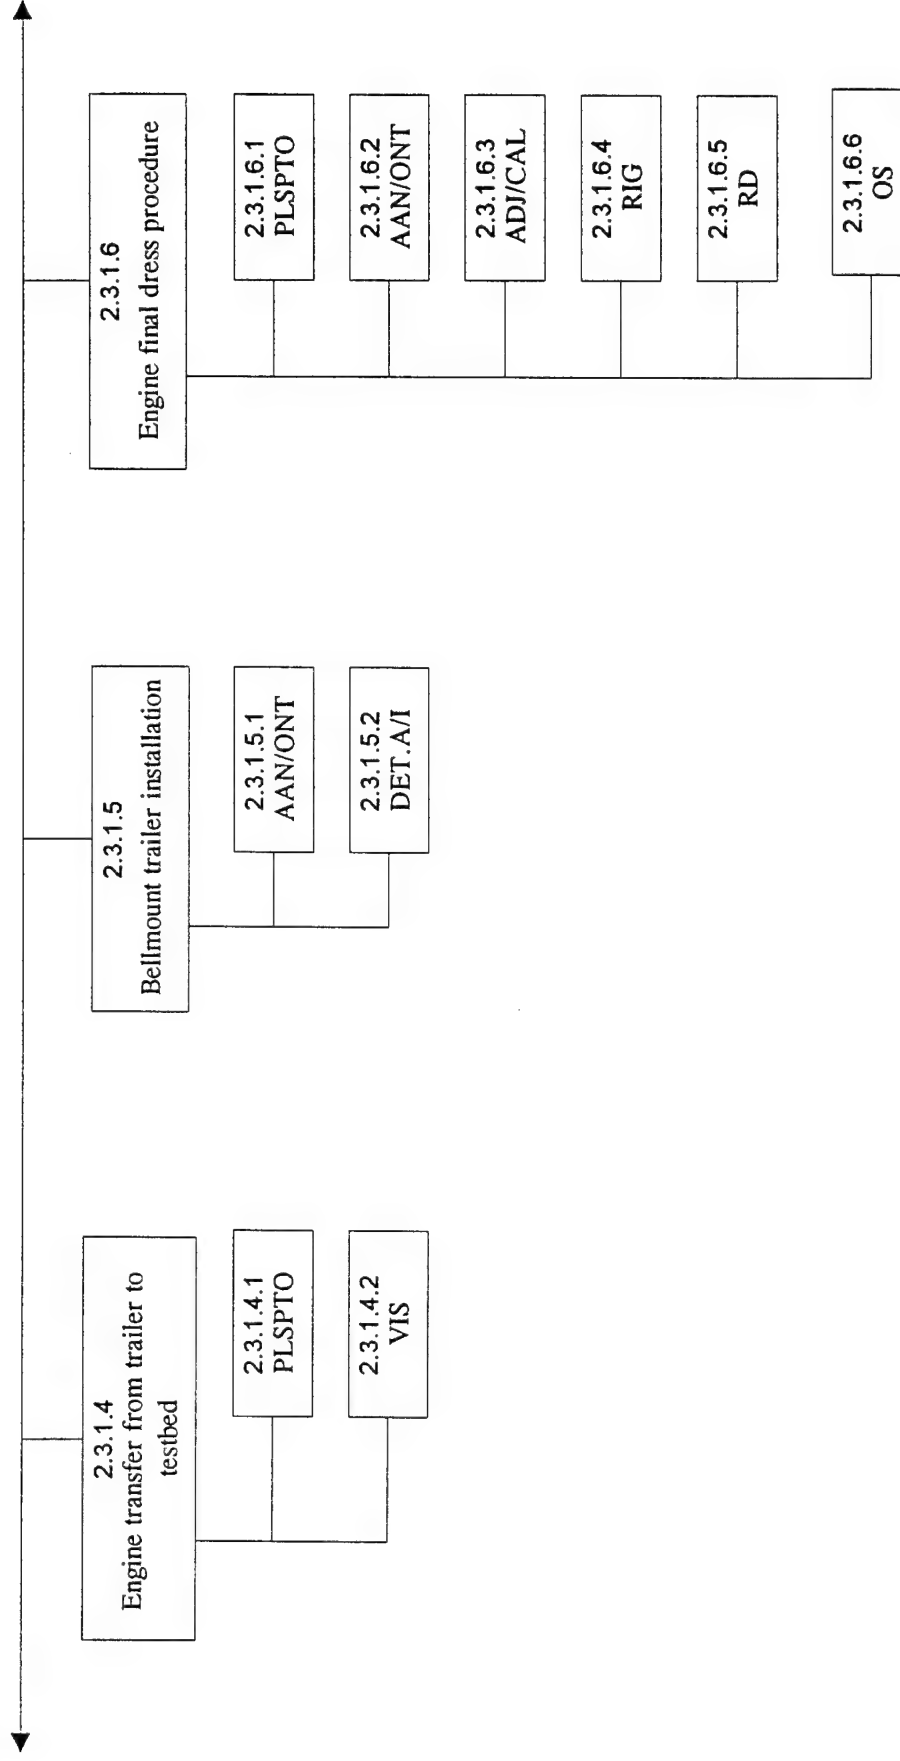 2.3.1.4
Engine transfer from trailer to
testbed
2.3.1.4.1
PLSPTO
2.3.1.4.2
VIS
2.3.1.5
Bellmount trailer installation
2.3.1.5.1
AAN/ONT
2.3.1.5.2
DET.A/I
2.3.1.6
Engine final dress procedure
2.3.1.6.1
PLSPTO
2.3.1.6.2
AAN/ONT
2.3.1.6.3
ADJ/CAL
2.3.1.6.4
RIG
2.3.1.6.5
RD
2.3.1.6.6
OS